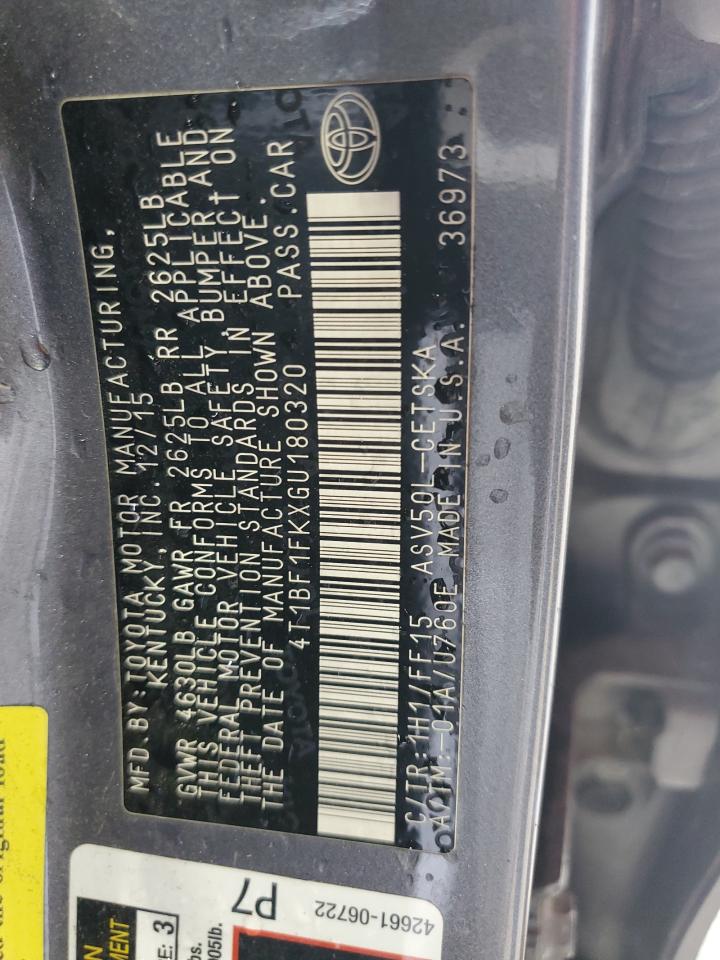 MFD. BY: TOYOTA MOTOR MANUFACTURING,
KENTUCKY, INC. 12/15
GVWR 4630LB GAWR FR 2625LB RR 2625LB
THIS VEHICLE CONFORMS TO ALL APPLICABLE
FEDERAL MOTOR VEHICLE SAFETY, BUMPER AND
THEFT PREVENTION STANDARDS IN EFFECT ON
THE DATE OF MANUFACTURE SHOWN ABOVE.
4T1BF1FKXGU180320 PASS.CAR
C/TR: 1H1/FF15 ASV50L-CETSKA
A/TM: -01A/U760E MADE IN U.S.A. 36973
P7
42661-06722
3